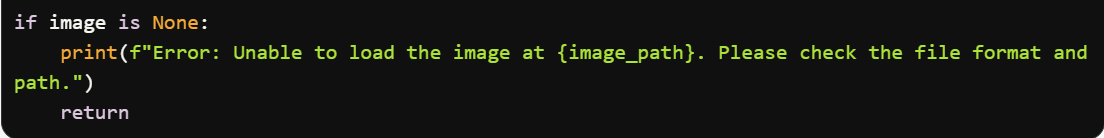 if image is None:
    print(f"Error: Unable to load the image at {image_path}. Please check the file format and
path.")
    return